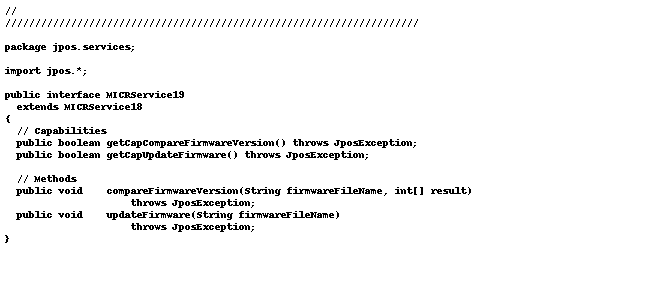 //
//////////////////////////////////////////////////////////////////////
package jpos.services;
import jpos.*;
public interface MICRService19
  extends MICRService18
{
  // Capabilities
  public boolean getCapCompareFirmwareVersion() throws JposException;
  public boolean getCapUpdateFirmware() throws JposException;
  // Methods
  public void    compareFirmwareVersion(String firmwareFileName, int[] result)
                     throws JposException;
  public void    updateFirmware(String firmwareFileName)
                     throws JposException;
}